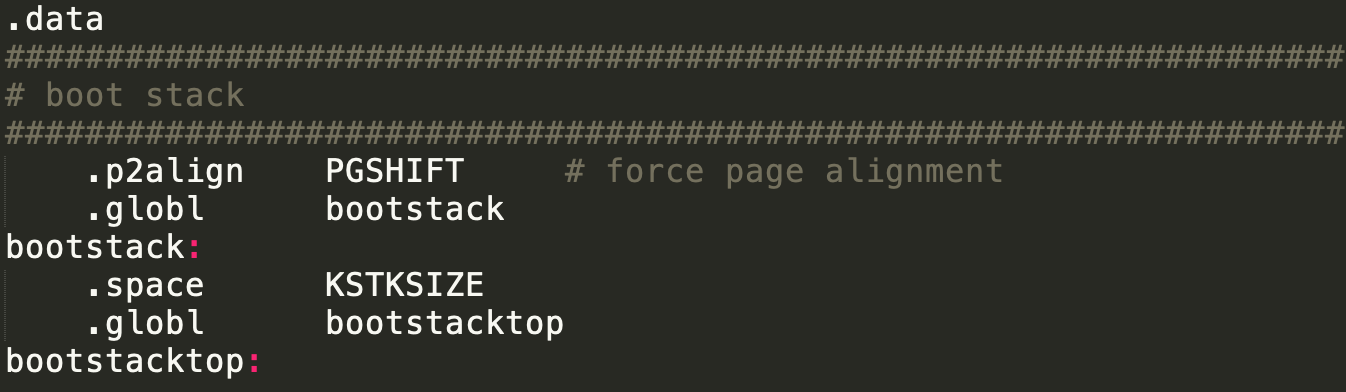 .data
###################################################################
# boot stack
###################################################################
    .p2align    PGSHIFT     # force page alignment
    .globl      bootstack
bootstack:
    .space      KSTKSIZE
    .globl      bootstacktop
bootstacktop: